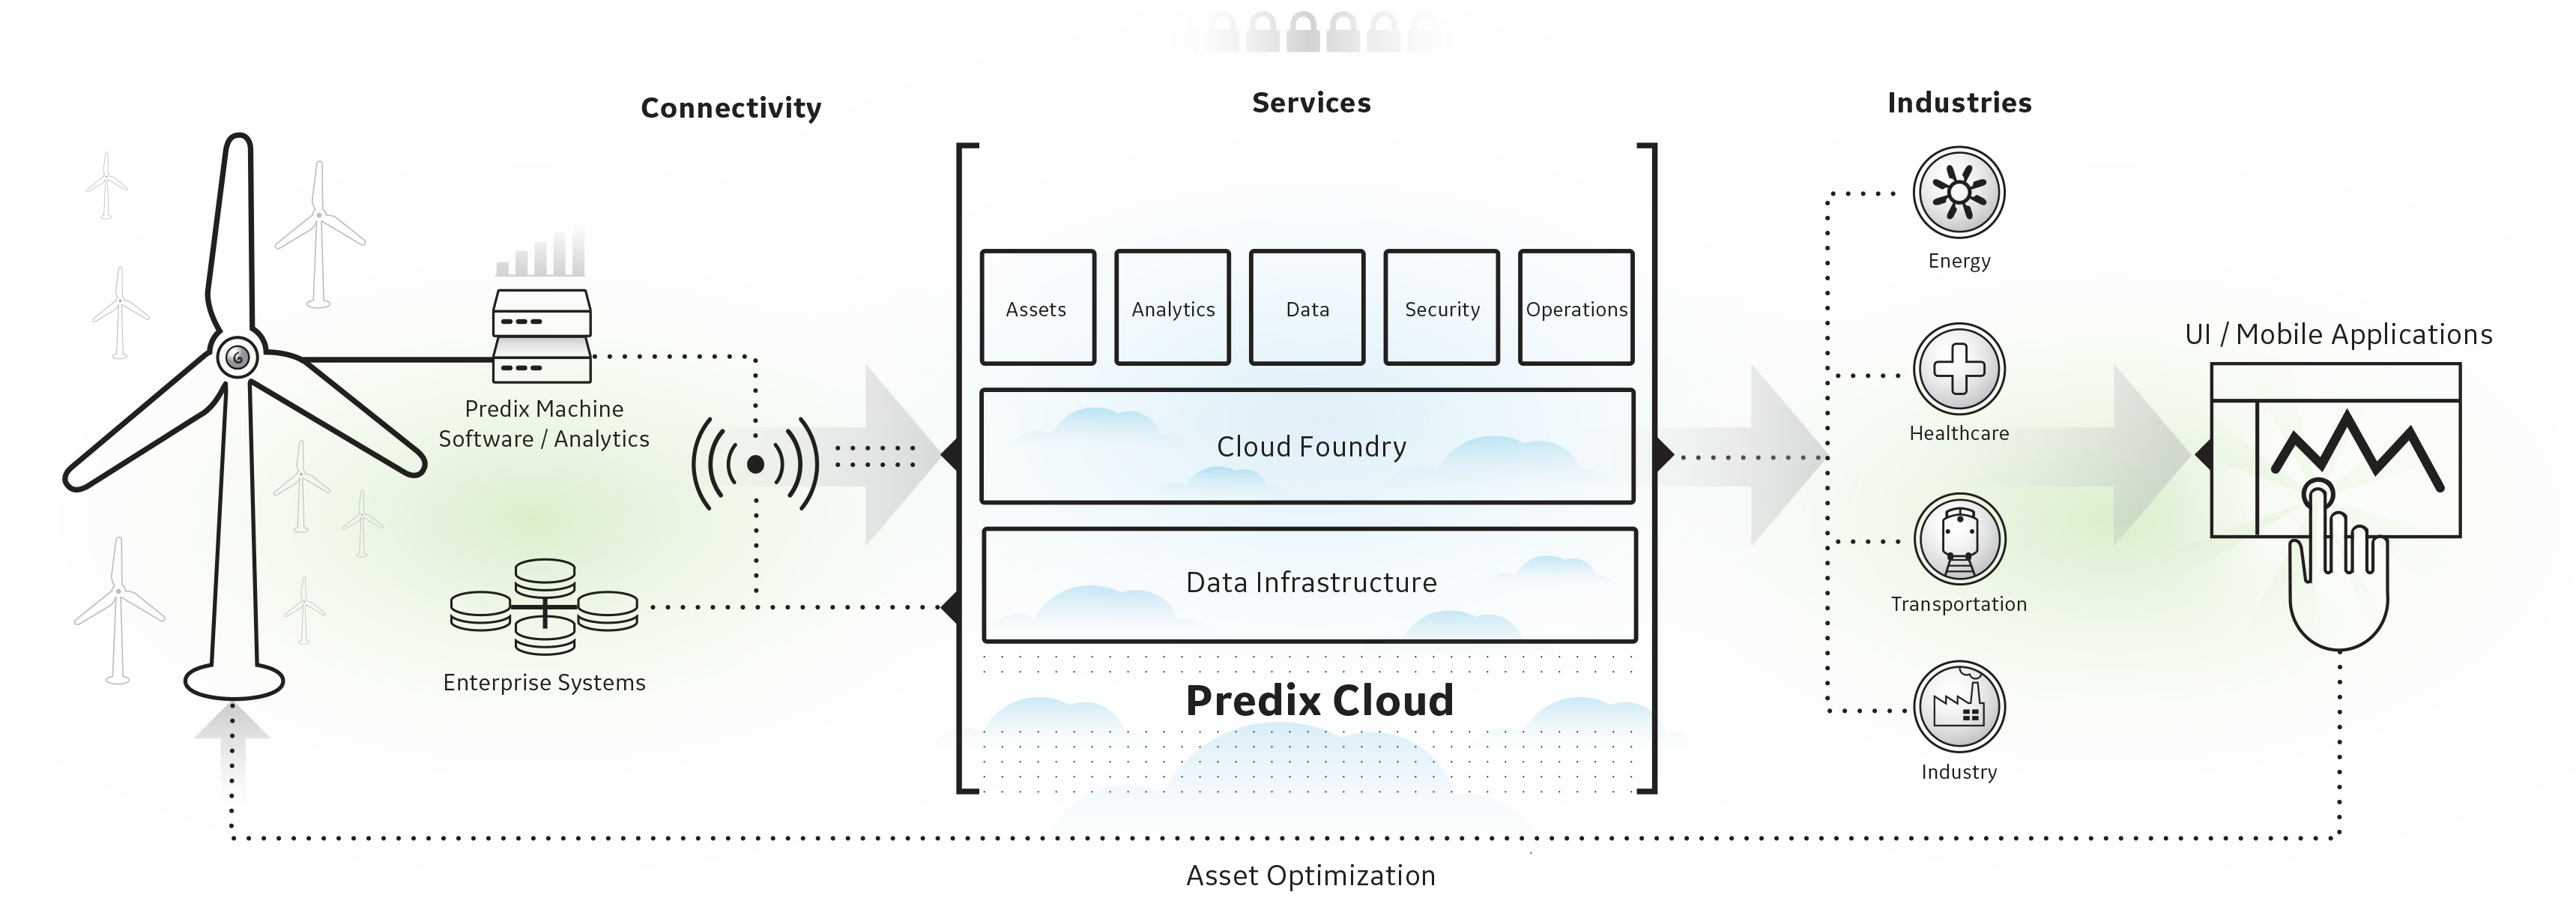 Connectivity
Services
Industries
Energy
Assets
Analytics
Data
Security
Operations
UI / Mobile Applications
Predix Machine
Software / Analytics
Healthcare
Cloud Foundry
Data Infrastructure
Transportation
Enterprise Systems
Predix Cloud
Industry
Asset Optimization